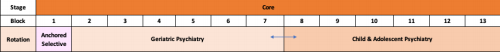 Stage Core
Block 1 2 3 4 5 6 7 8 9 10 11 12 13
Rotation Anchored Selective Geriatric Psychiatry Child & Adolescent Psychiatry